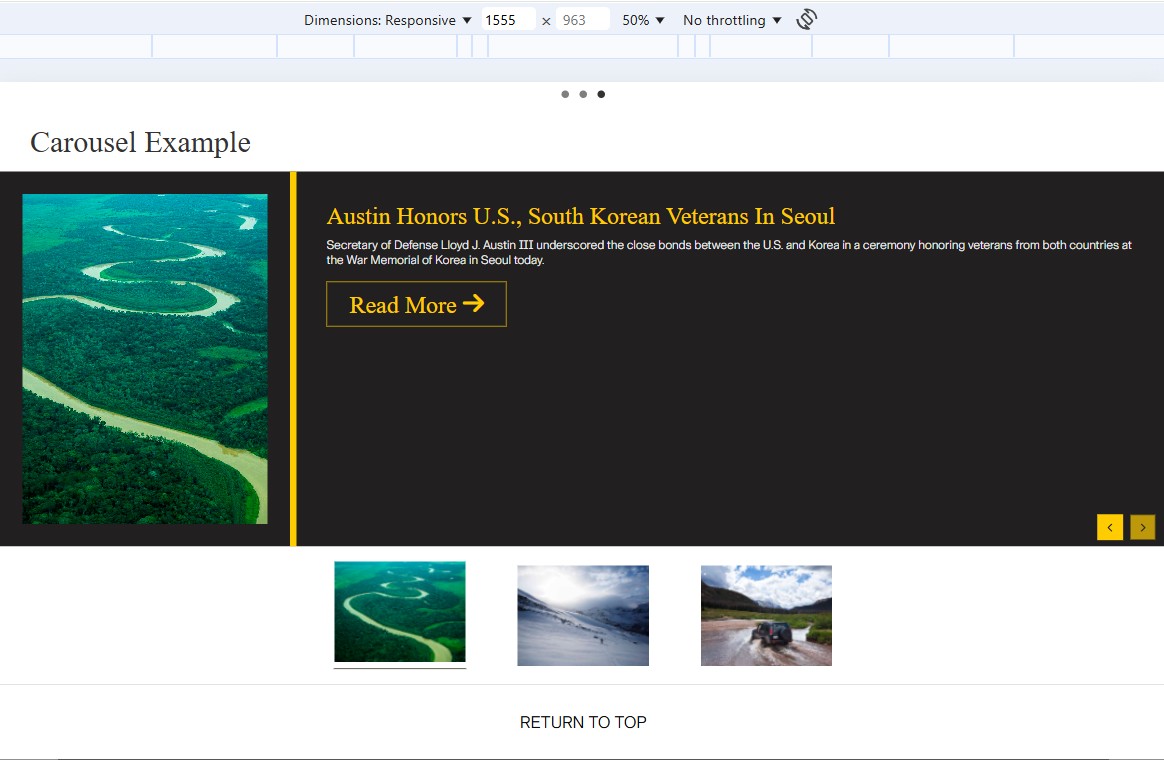 Dimensions: Responsive ▼ 1555 × 963 50% ▼ No throttling ▼
Carousel Example
Austin Honors U.S., South Korean Veterans In Seoul
Secretary of Defense Lloyd J. Austin III underscored the close bonds between the U.S. and Korea in a ceremony honoring veterans from both countries at
the War Memorial of Korea in Seoul today.
Read More →
RETURN TO TOP